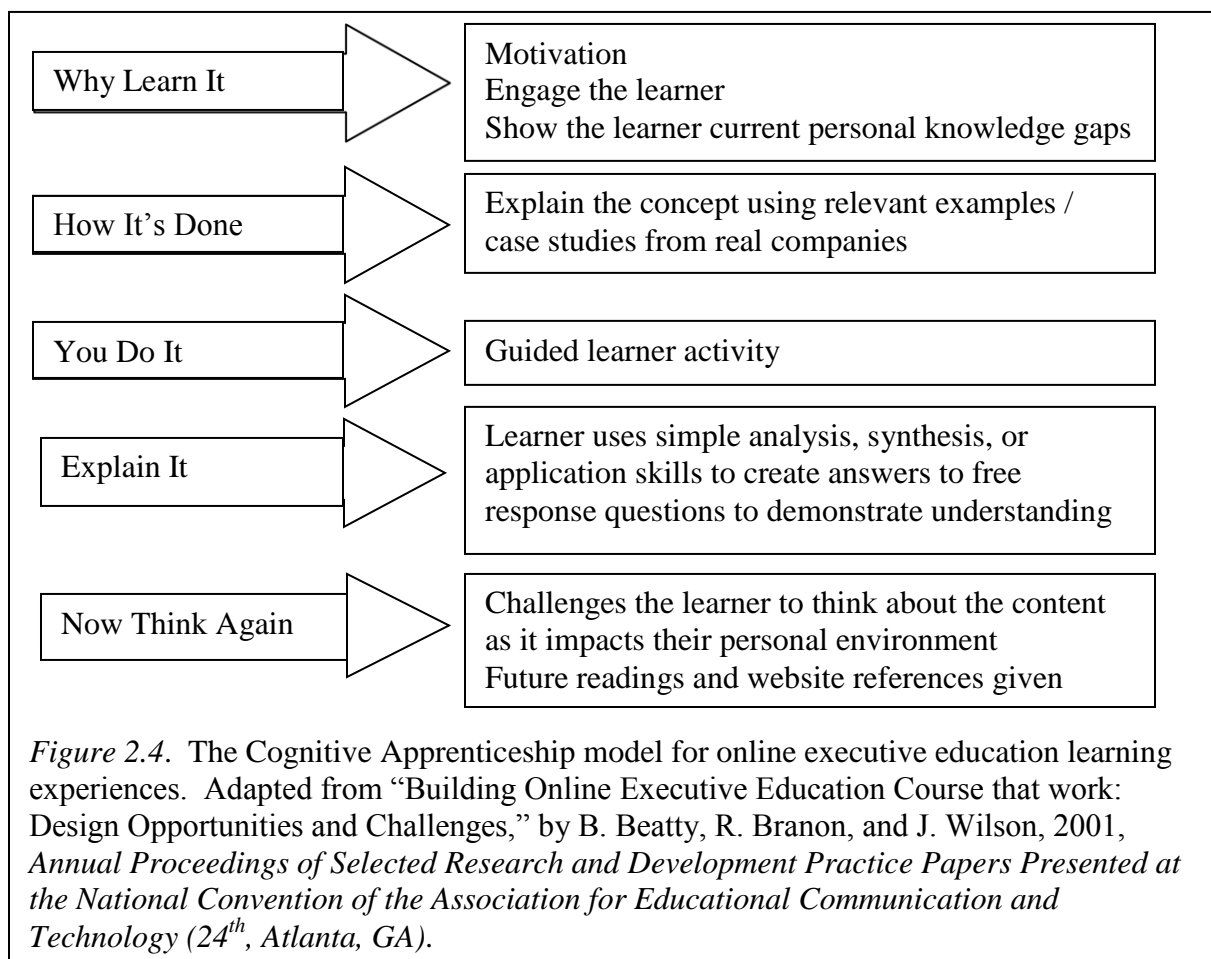 Why Learn It
Motivation
Engage the learner
Show the learner current personal knowledge gaps
How It’s Done
Explain the concept using relevant examples /
case studies from real companies
You Do It
Guided learner activity
Explain It
Learner uses simple analysis, synthesis, or
application skills to create answers to free
response questions to demonstrate understanding
Now Think Again
Challenges the learner to think about the content
as it impacts their personal environment
Future readings and website references given
Figure 2.4.  The Cognitive Apprenticeship model for online executive education learning
experiences.  Adapted from “Building Online Executive Education Course that work:
Design Opportunities and Challenges,” by B. Beatty, R. Branon, and J. Wilson, 2001,
Annual Proceedings of Selected Research and Development Practice Papers Presented at
the National Convention of the Association for Educational Communication and
Technology (24th, Atlanta, GA).